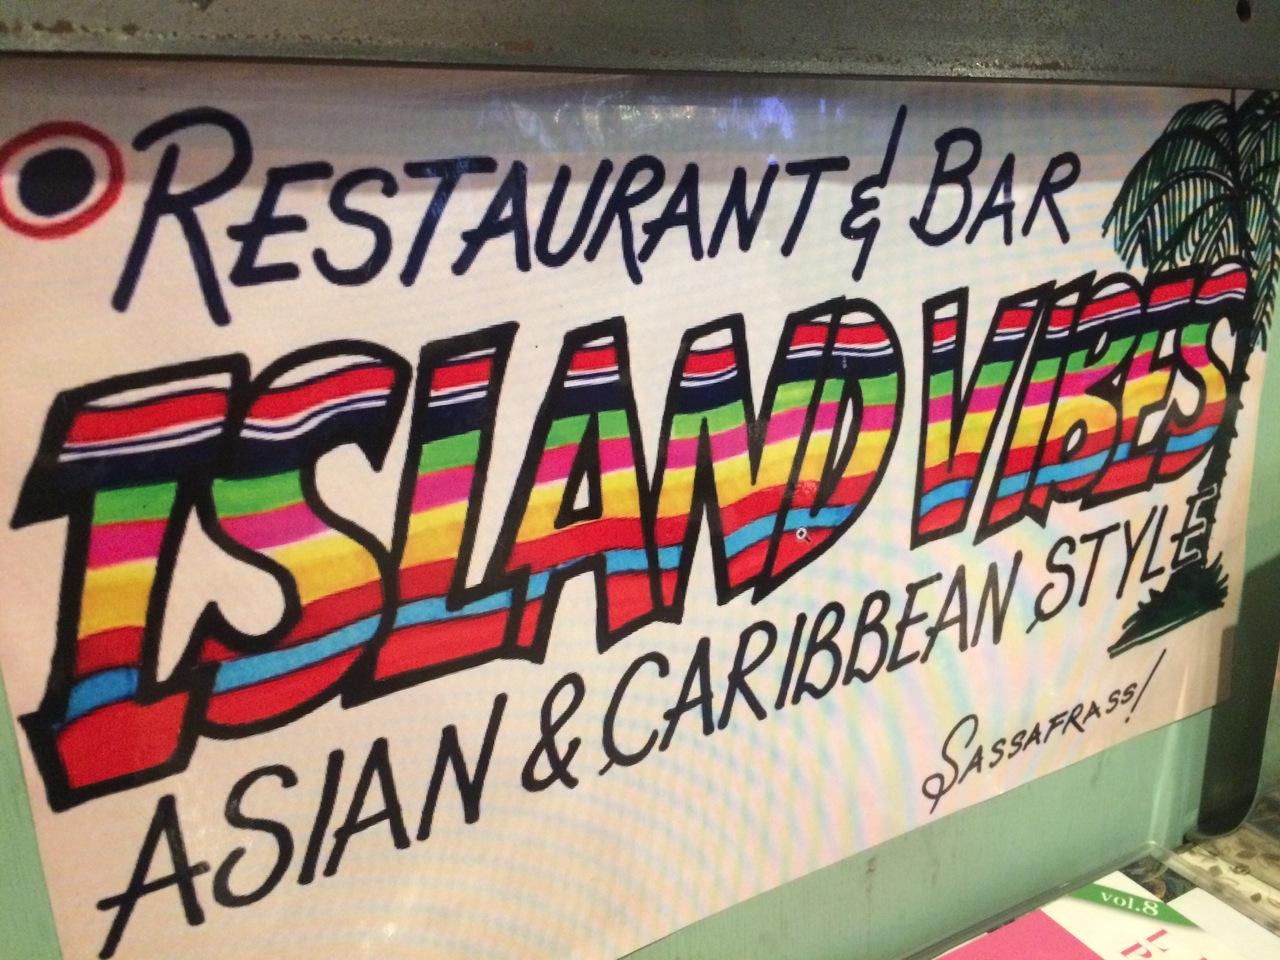 RESTAURANT & BAR
ISLAND VIBES
ASIAN & CARIBBEAN STYLE
SASSAFRASS!
vol.8